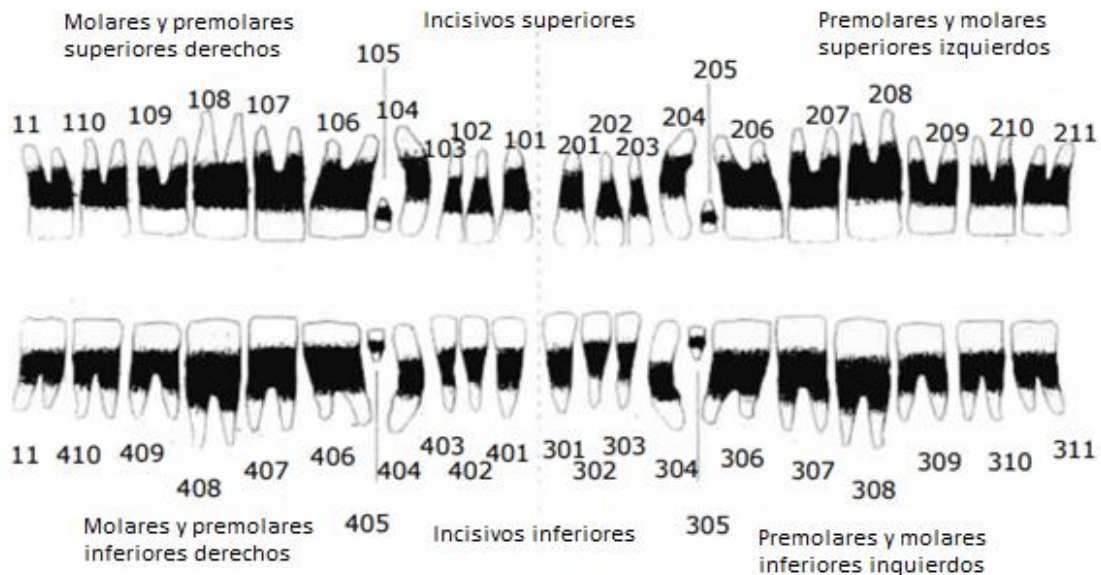 Molares y premolares
superiores derechos
Incisivos superiores
Premolares y molares
superiores izquierdos
105
205
11 110 109 108 107 106 104 103 102 101 201 202 203 204 206 207 208 209 210 211
11 410 409 408 407 406 404 403 402 401 301 302 303 304 306 307 308 309 310 311
405
305
Molares y premolares
inferiores derechos
Incisivos inferiores
Premolares y molares
inferiores inquierdos